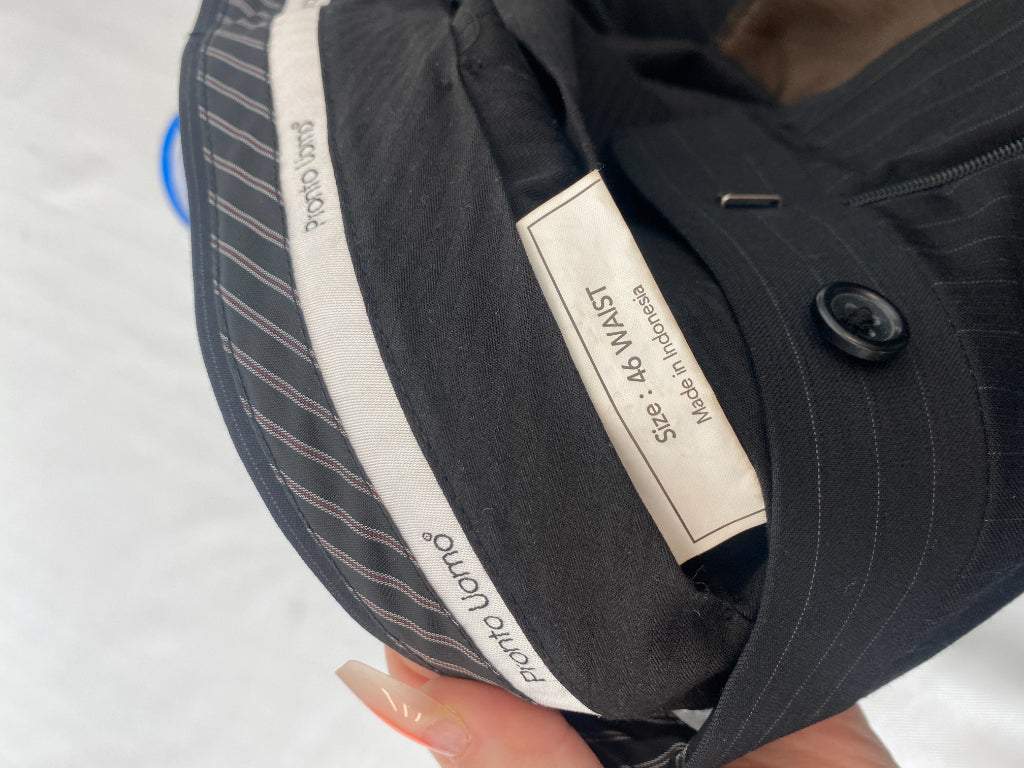 Pronto Uomo
Pronto Uomo®
Size : 46 WAIST
Made in Indonesia